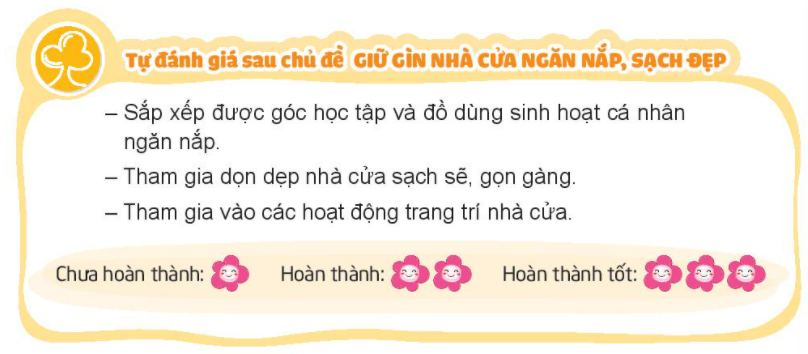 Tự đánh giá sau chủ đề GIỮ GÌN NHÀ CỬA NGĂN NẮP, SẠCH ĐẸP
– Sắp xếp được góc học tập và đồ dùng sinh hoạt cá nhân
ngăn nắp.
– Tham gia dọn dẹp nhà cửa sạch sẽ, gọn gàng.
– Tham gia vào các hoạt động trang trí nhà cửa.
Chưa hoàn thành: Hoàn thành: Hoàn thành tốt: